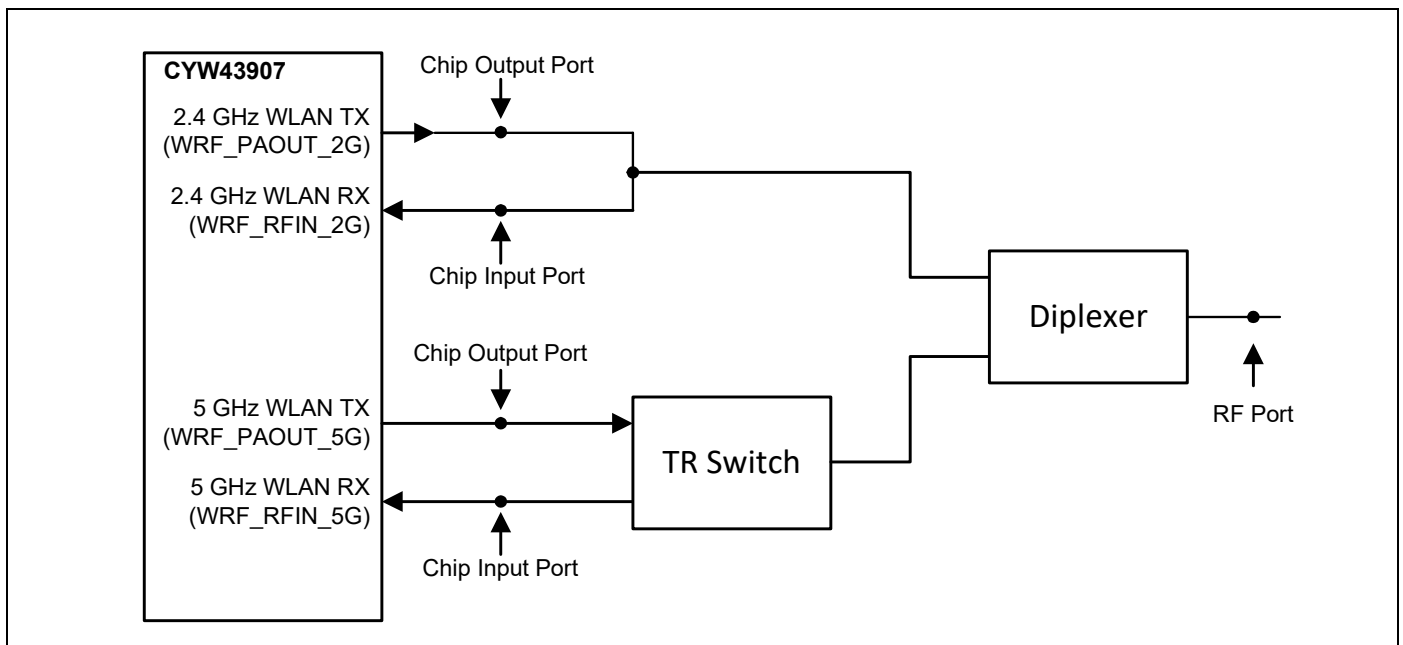 CYW43907
Chip Output Port
2.4 GHz WLAN TX
(WRF_PAOUT_2G)
2.4 GHz WLAN RX
(WRF_RFIN_2G)
Chip Input Port
Diplexer
RF Port
Chip Output Port
5 GHz WLAN TX
(WRF_PAOUT_5G)
TR Switch
5 GHz WLAN RX
(WRF_RFIN_5G)
Chip Input Port